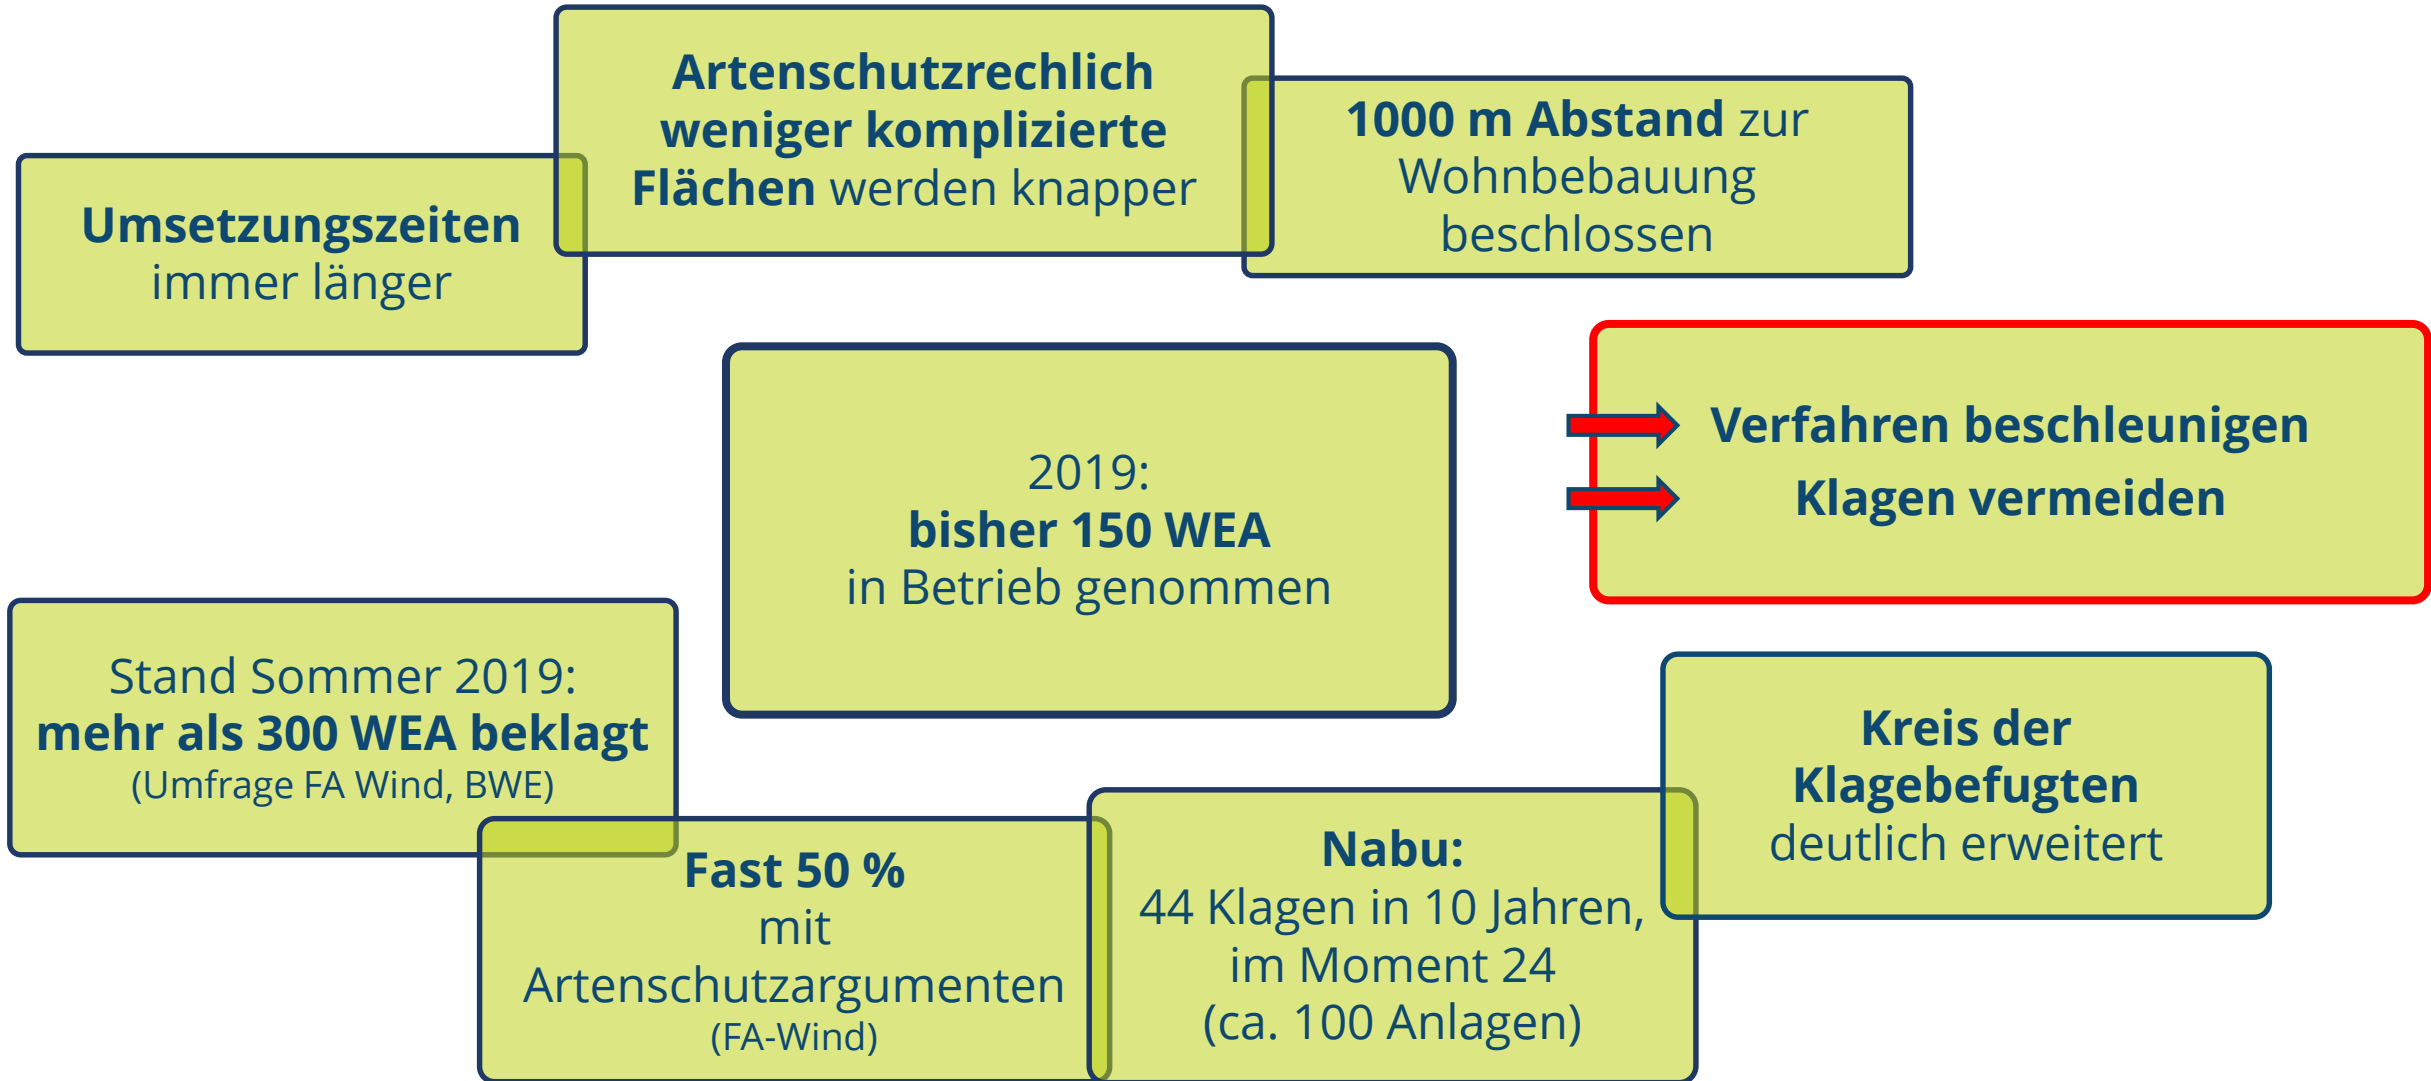 Artenschutzrechlich
weniger komplizierte
Flächen werden knapper
1000 m Abstand zur
Wohnbebauung
beschlossen
Umsetzungszeiten
immer länger
2019:
bisher 150 WEA
in Betrieb genommen
Verfahren beschleunigen
Klagen vermeiden
Stand Sommer 2019:
mehr als 300 WEA beklagt
(Umfrage FA Wind, BWE)
Fast 50 %
mit
Artenschutzargumenten
(FA-Wind)
Nabu:
44 Klagen in 10 Jahren,
im Moment 24
(ca. 100 Anlagen)
Kreis der
Klagebefugten
deutlich erweitert